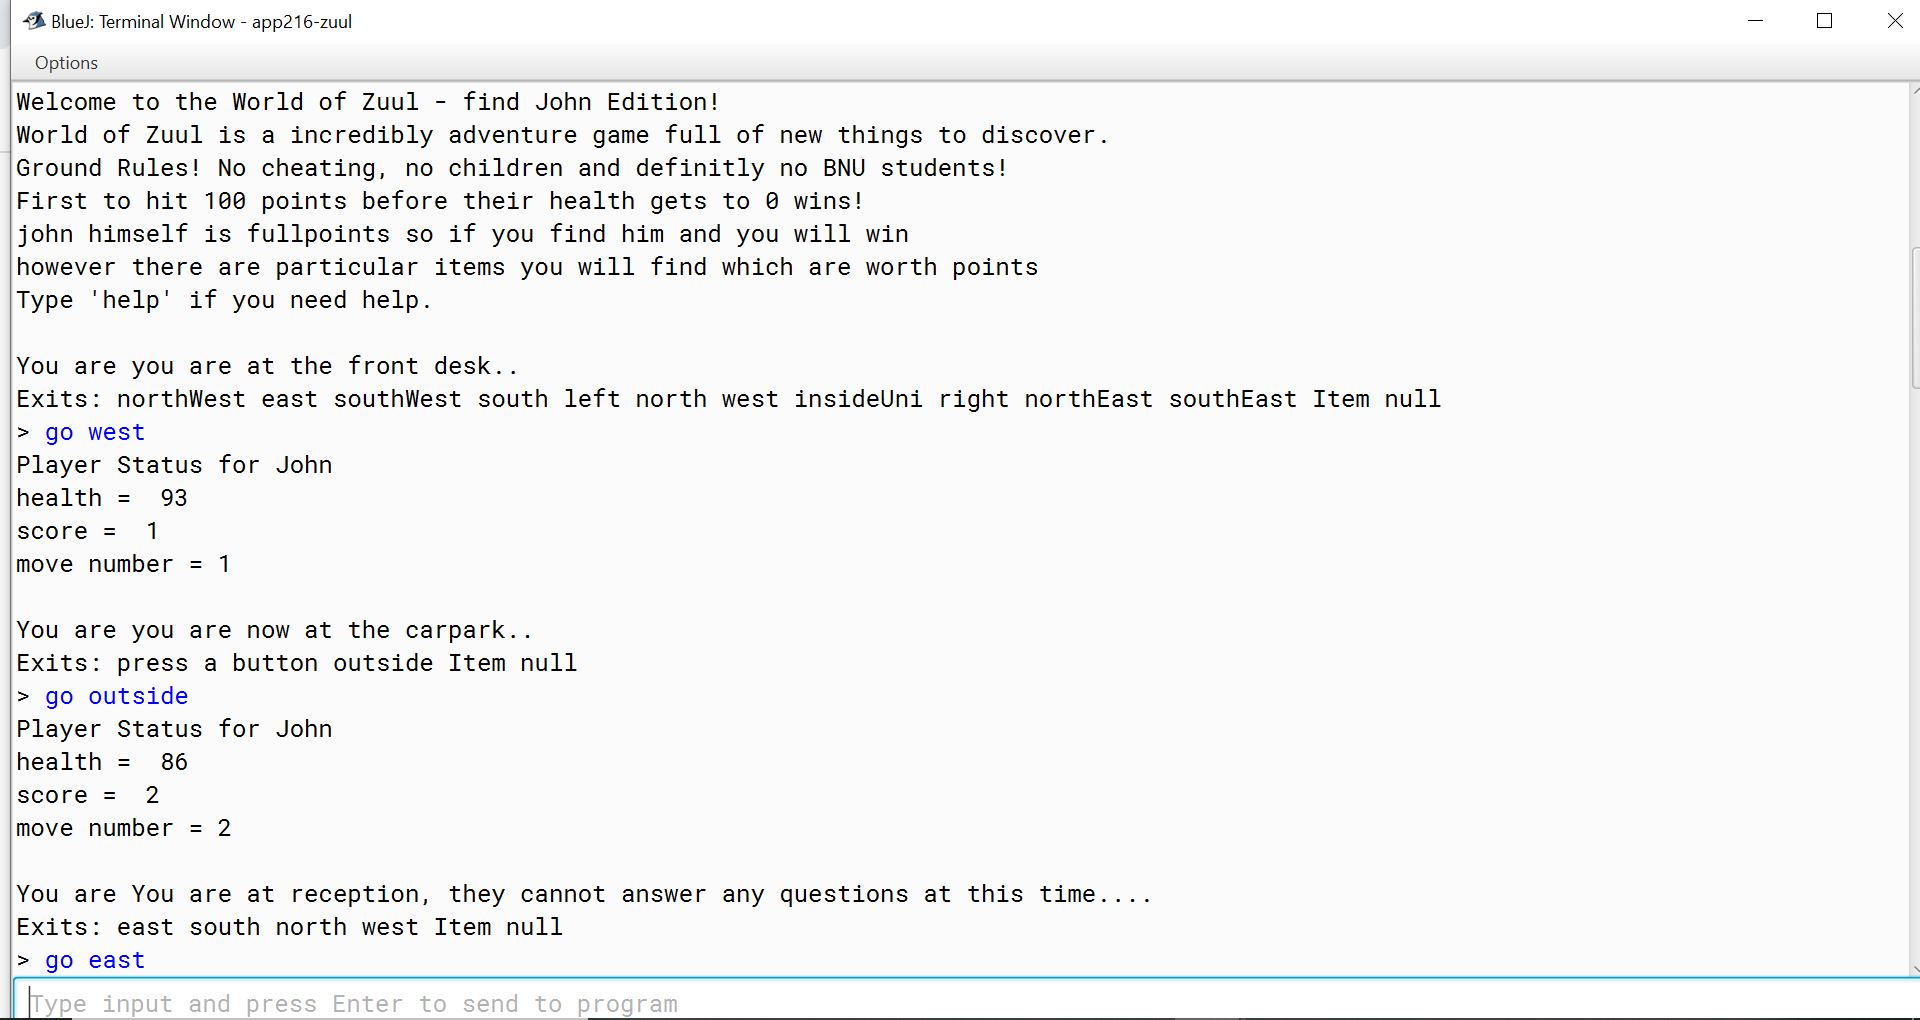 BlueJ: Terminal Window - app216-zuul
Options
Welcome to the World of Zuul - find John Edition!
World of Zuul is a incredibly adventure game full of new things to discover.
Ground Rules! No cheating, no children and definitly no BNU students!
First to hit 100 points before their health gets to 0 wins!
john himself is fullpoints so if you find him and you will win
however there are particular items you will find which are worth points
Type 'help' if you need help.
You are you are at the front desk..
Exits: northWest east southWest south left north west insideUni right northEast southEast Item null
> go west
Player Status for John
health =  93
score =  1
move number = 1
You are you are now at the carpark..
Exits: press a button outside Item null
> go outside
Player Status for John
health =  86
score =  2
move number = 2
You are You are at reception, they cannot answer any questions at this time....
Exits: east south north west Item null
> go east
Type input and press Enter to send to program